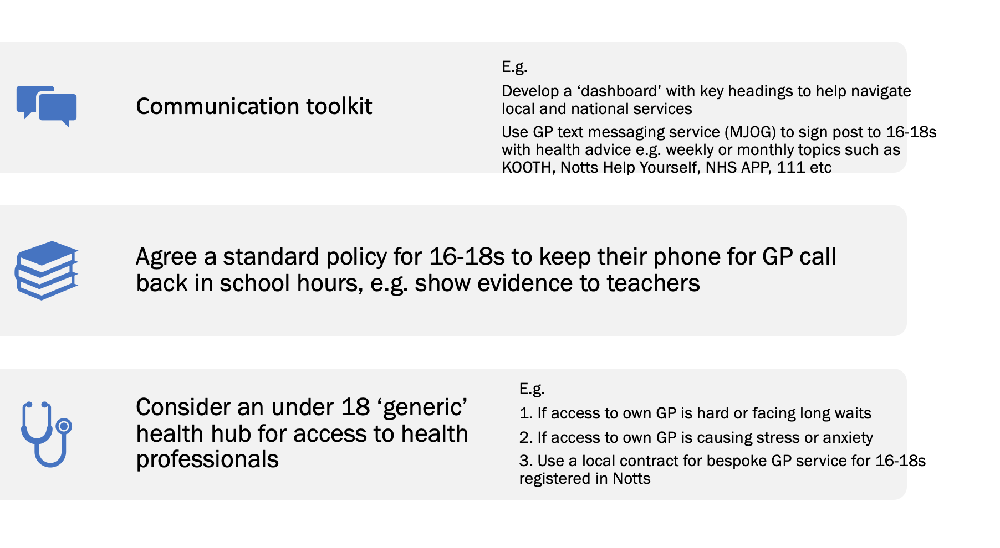 Communication toolkit
E.g.
Develop a ‘dashboard’ with key headings to help navigate
local and national services
Use GP text messaging service (MJOG) to sign post to 16-18s
with health advice e.g. weekly or monthly topics such as
KOOTH, Notts Help Yourself, NHS APP, 111 etc
Agree a standard policy for 16-18s to keep their phone for GP call
back in school hours, e.g. show evidence to teachers
Consider an under 18 ‘generic’
health hub for access to health
professionals
E.g.
1. If access to own GP is hard or facing long waits
2. If access to own GP is causing stress or anxiety
3. Use a local contract for bespoke GP service for 16-18s
registered in Notts